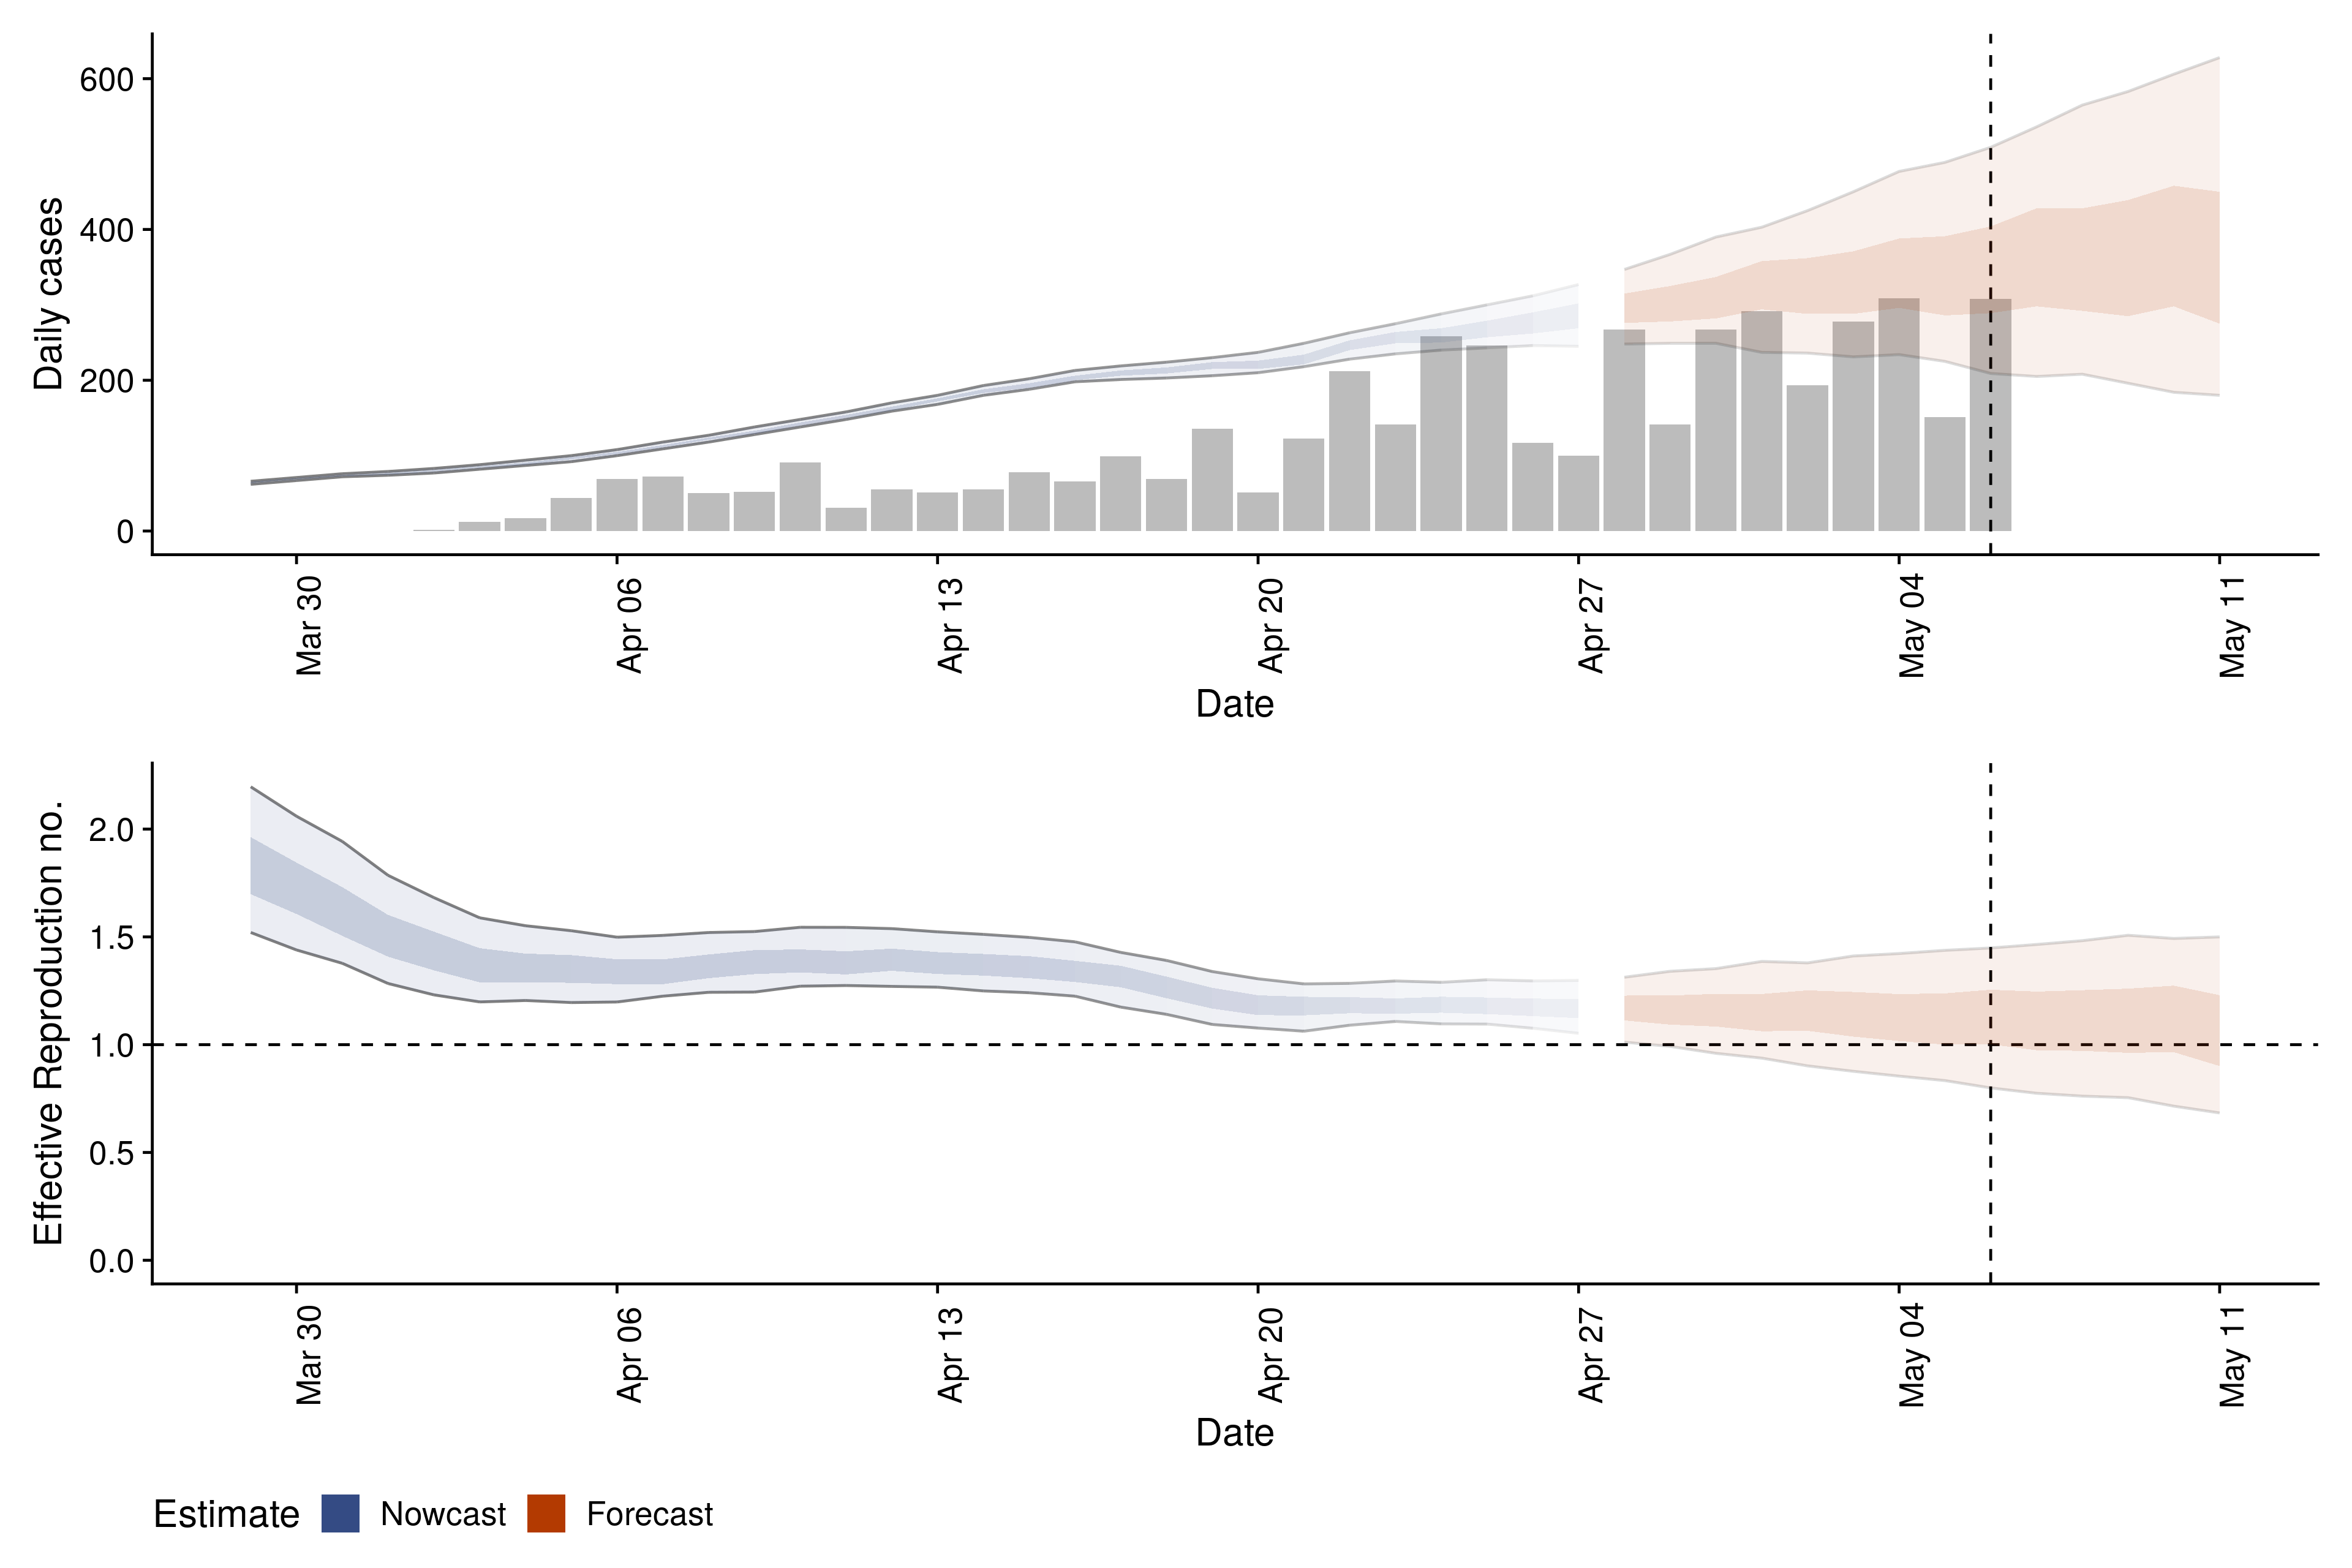 Daily cases
600
400
200
0
Mar 30
Apr 06
Apr 13
Apr 20
Apr 27
May 04
May 11
Date
Effective Reproduction no.
2.0
1.5
1.0
0.5
0.0
Mar 30
Apr 06
Apr 13
Apr 20
Apr 27
May 04
May 11
Date
Estimate Nowcast Forecast